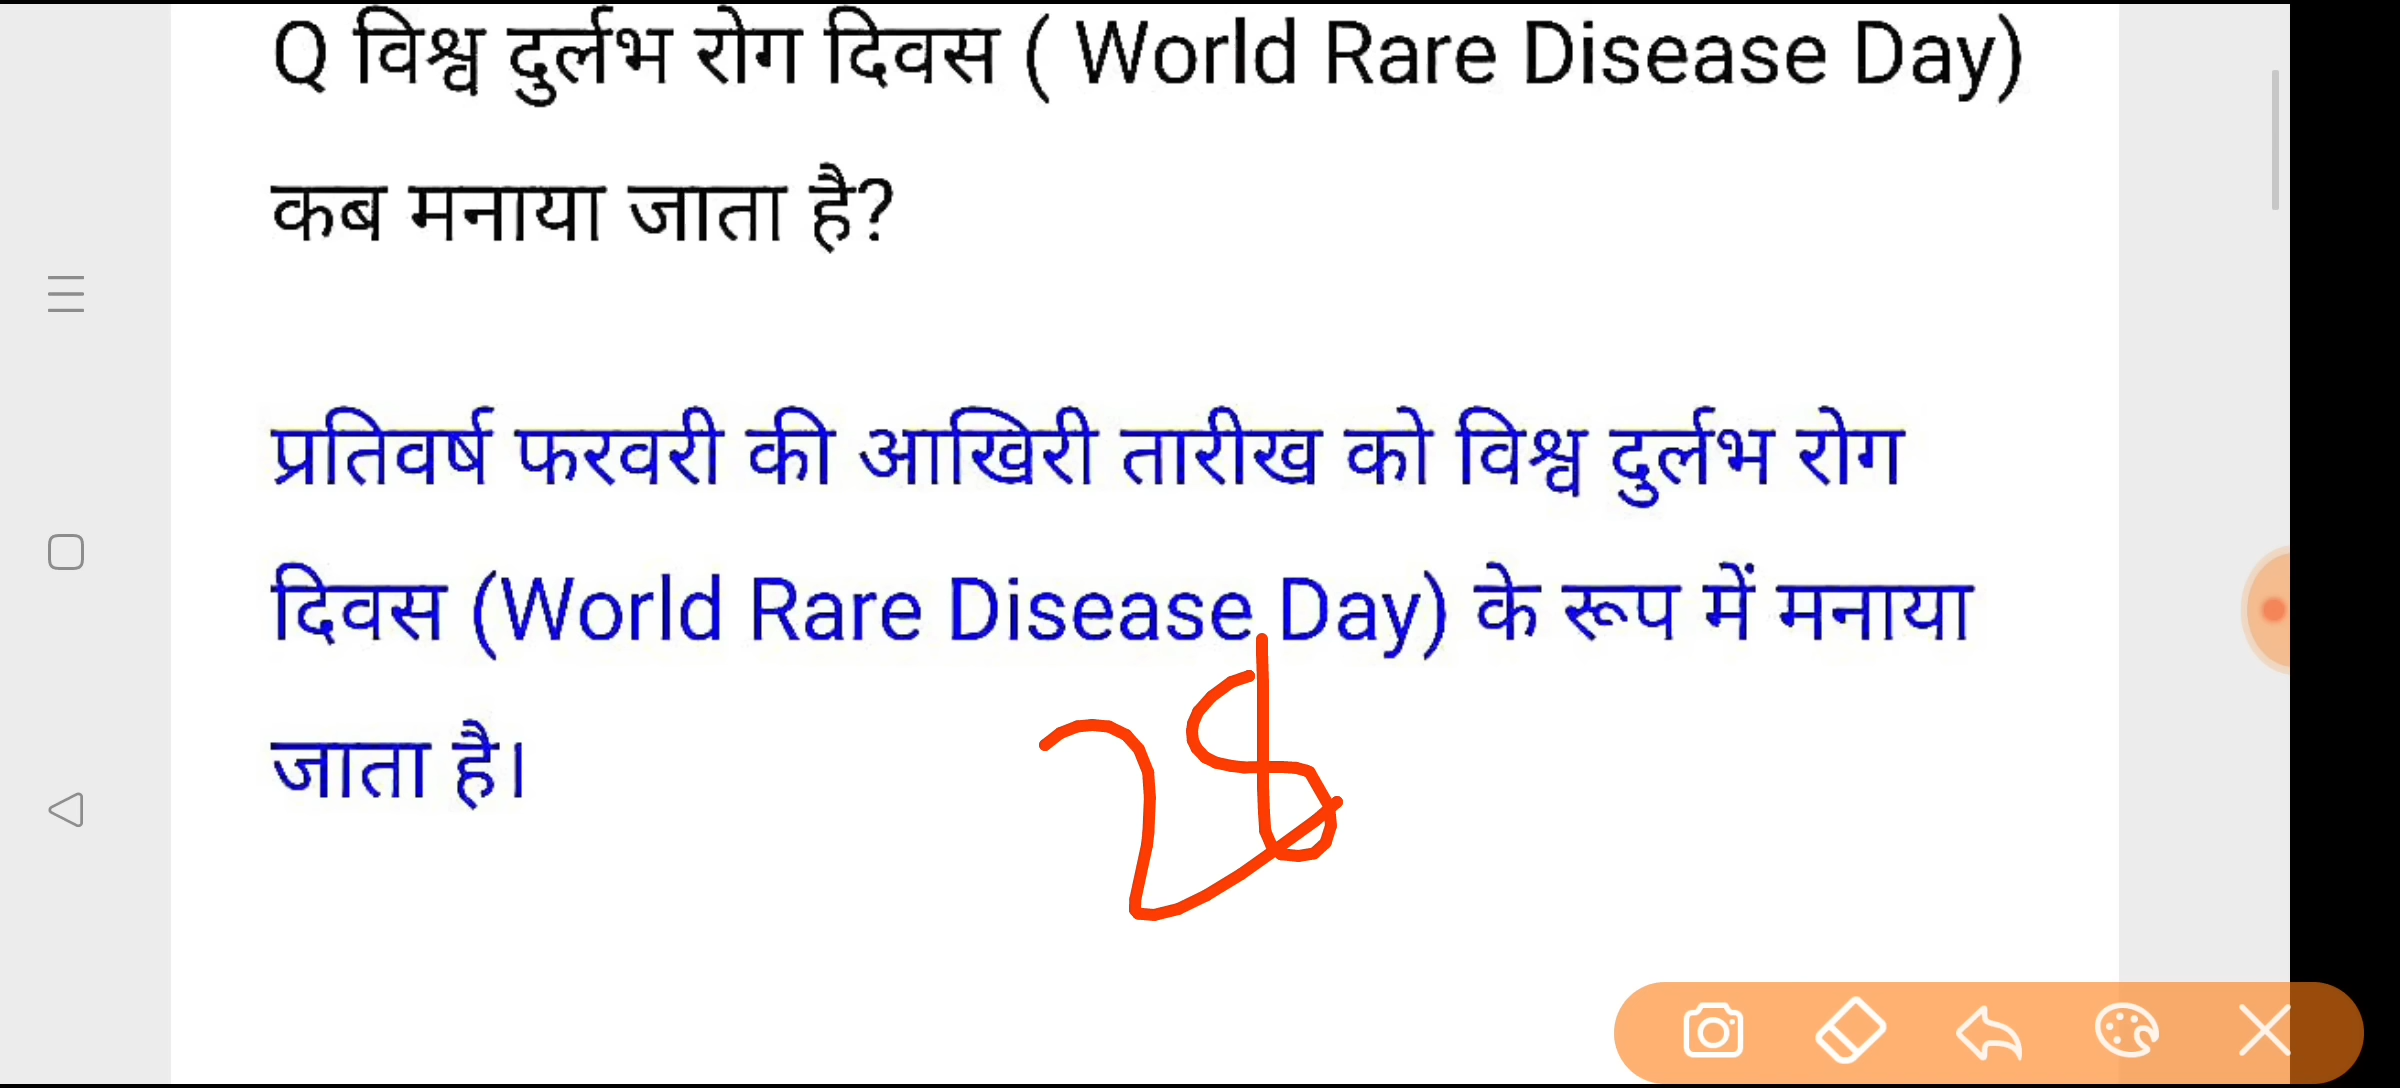 Q विश्व दुर्लभ रोग दिवस ( World Rare Disease Day)
कब मनाया जाता है?
प्रतिवर्ष फरवरी की आखिरी तारीख को विश्व दुर्लभ रोग
दिवस (World Rare Disease Day) के रूप में मनाया
जाता है।
28